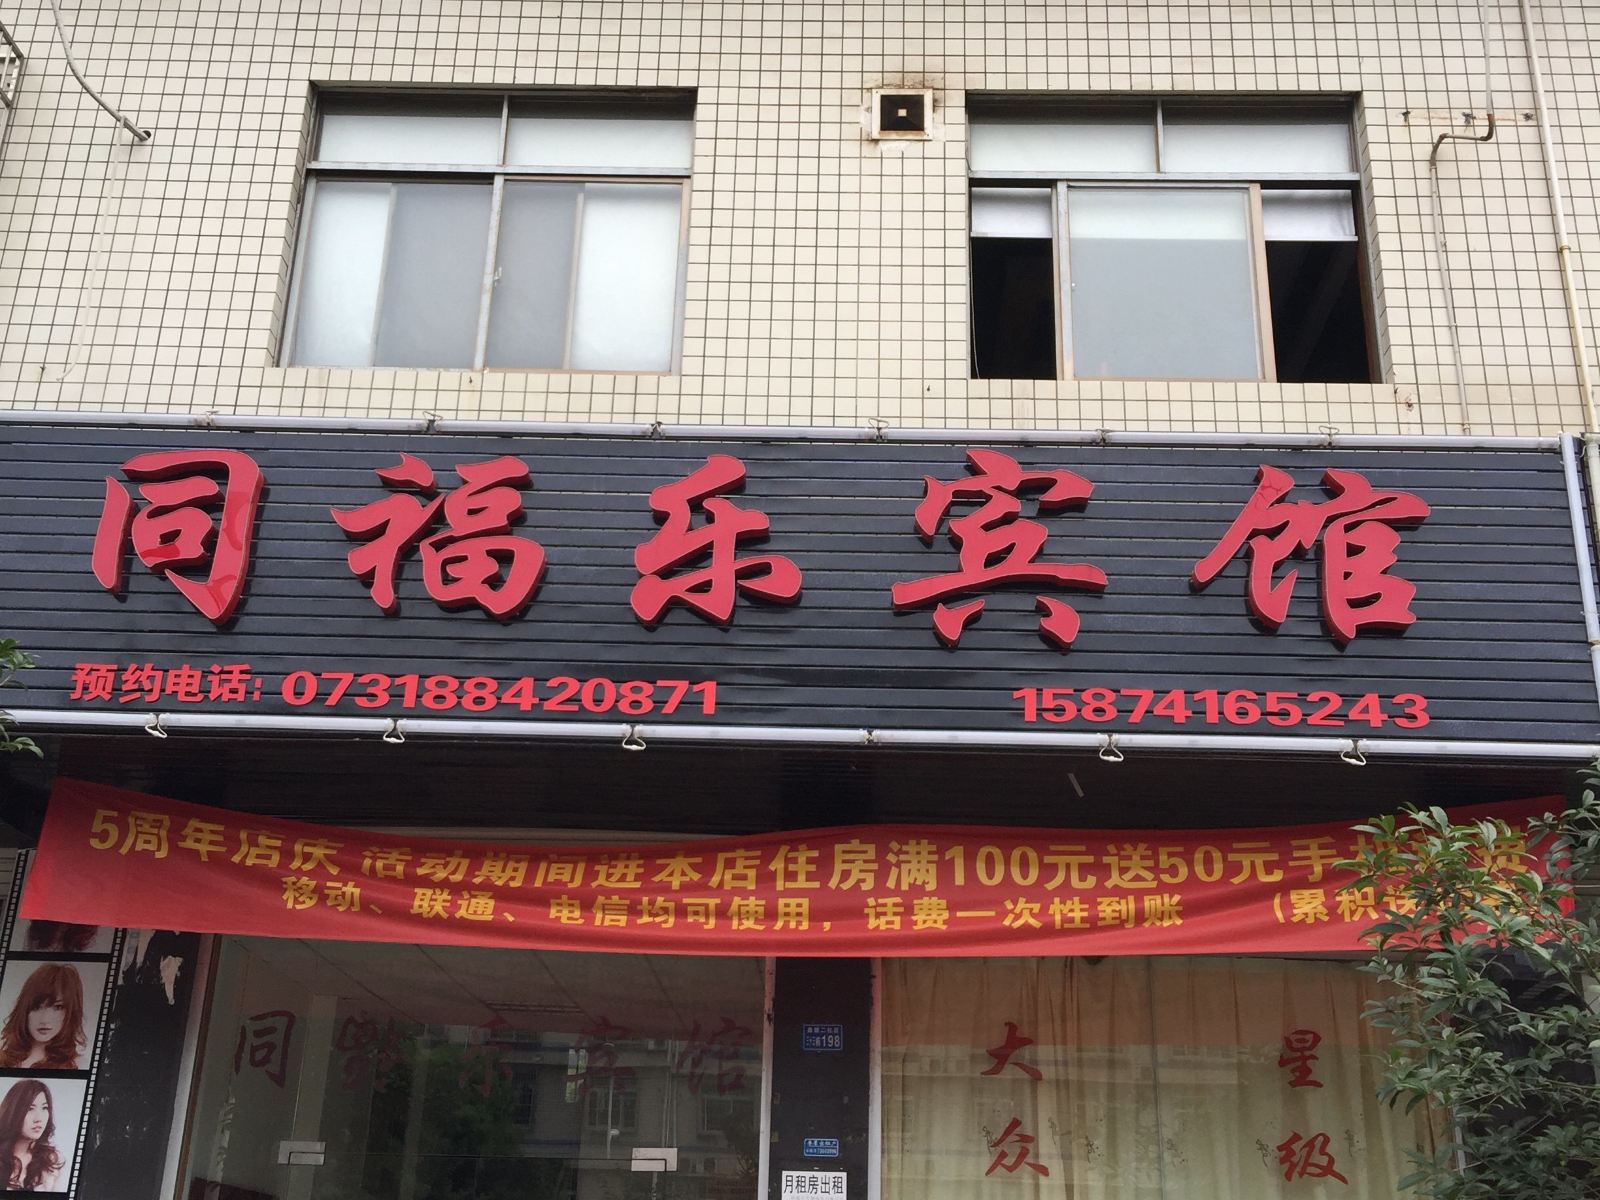 同福乐宾馆
预约电话:073188420871 15874165243
5周年店庆 活动期间进本店住房满100元送50元手机
移动、联通、电信均可使用,话费一次性到账 (累积
同 乐宾馆
大众
星级
198
月租房出租